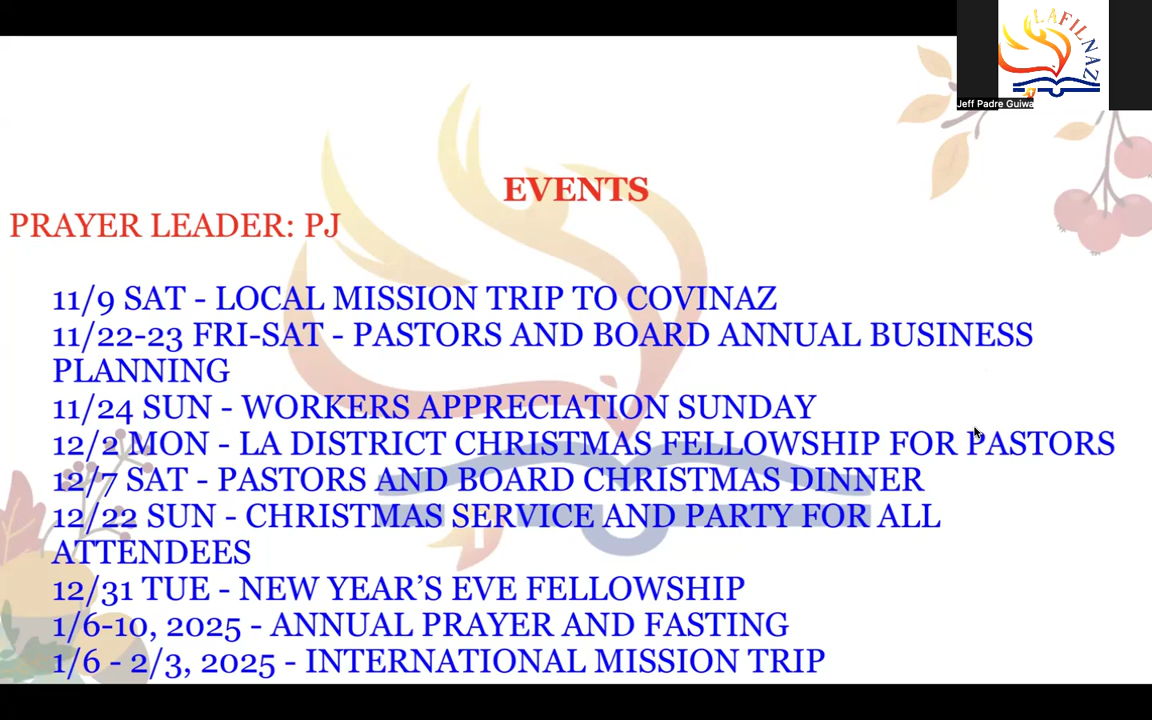 LAFILNAZ
Jeff Padre Guiwa
EVENTS
PRAYER LEADER: PJ
11/9 SAT - LOCAL MISSION TRIP TO COVINAZ
11/22-23 FRI-SAT - PASTORS AND BOARD ANNUAL BUSINESS
PLANNING
11/24 SUN - WORKERS APPRECIATION SUNDAY
12/2 MON - LA DISTRICT CHRISTMAS FELLOWSHIP FOR PASTORS
12/7 SAT - PASTORS AND BOARD CHRISTMAS DINNER
12/22 SUN - CHRISTMAS SERVICE AND PARTY FOR ALL
ATTENDEES
12/31 TUE - NEW YEAR’S EVE FELLOWSHIP
1/6-10, 2025 - ANNUAL PRAYER AND FASTING
1/6 - 2/3, 2025 - INTERNATIONAL MISSION TRIP